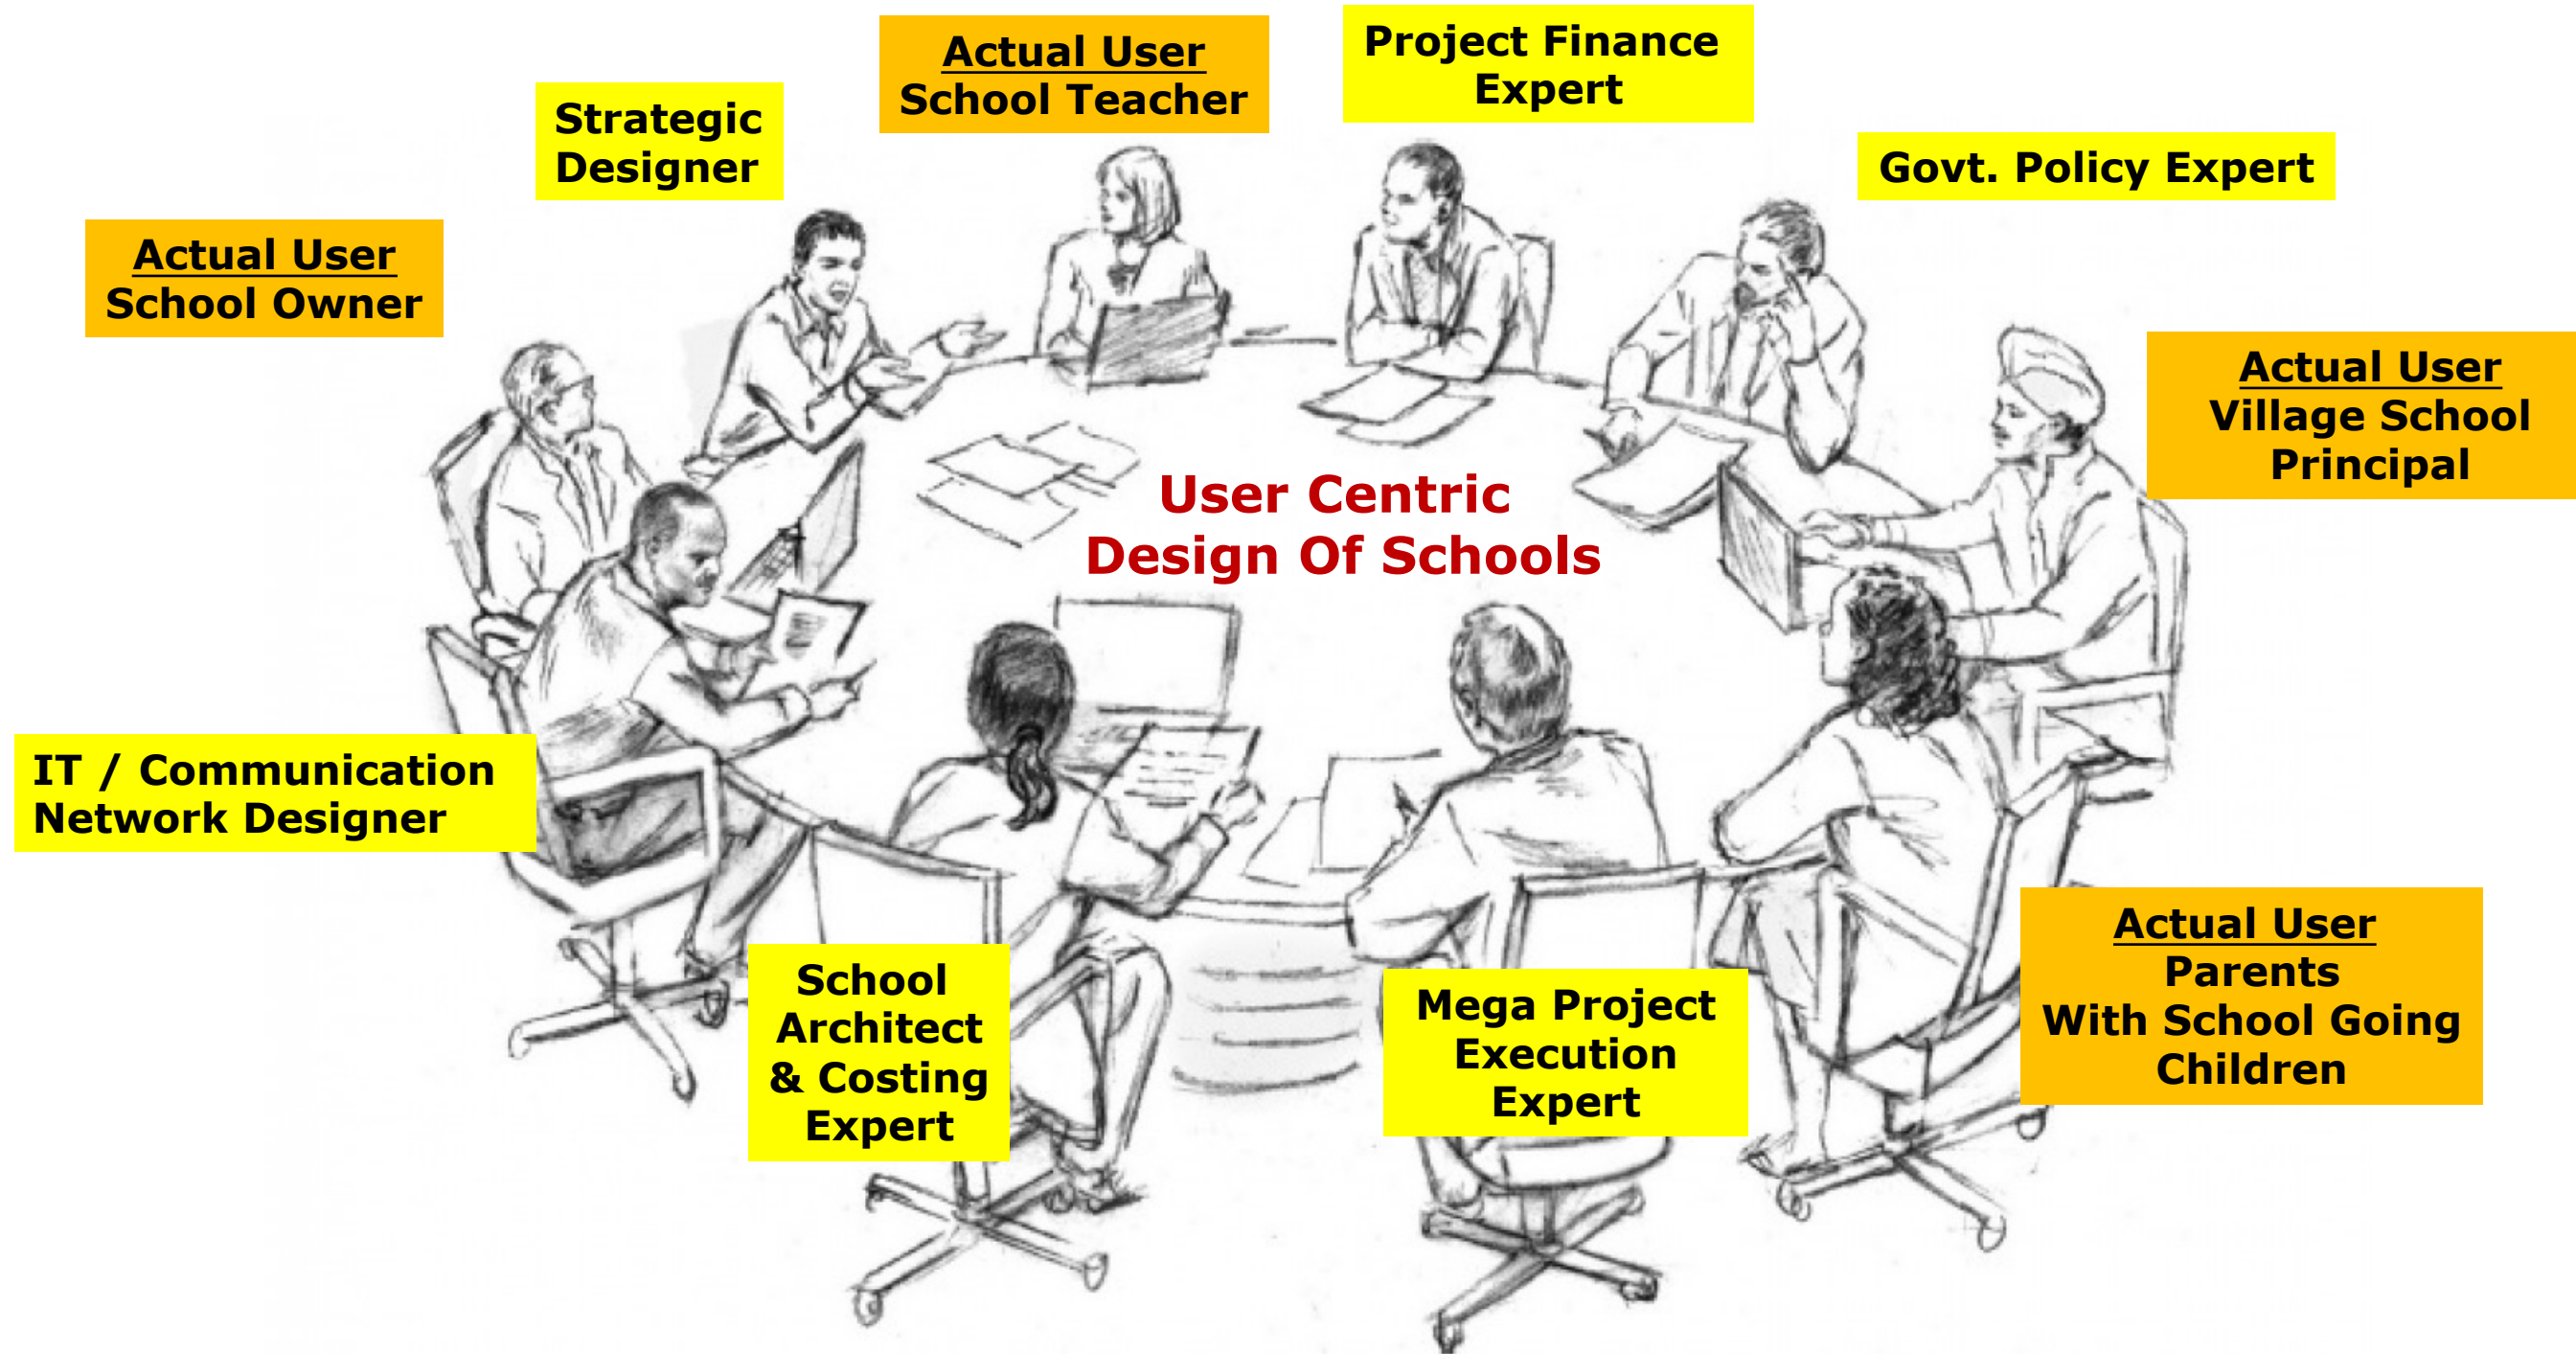 Actual User
School Teacher
Project Finance
Expert
Strategic
Designer
Govt. Policy Expert
Actual User
School Owner
Actual User
Village School
Principal
User Centric
Design Of Schools
IT / Communication
Network Designer
School
Architect
& Costing
Expert
Mega Project
Execution
Expert
Actual User
Parents
With School Going
Children